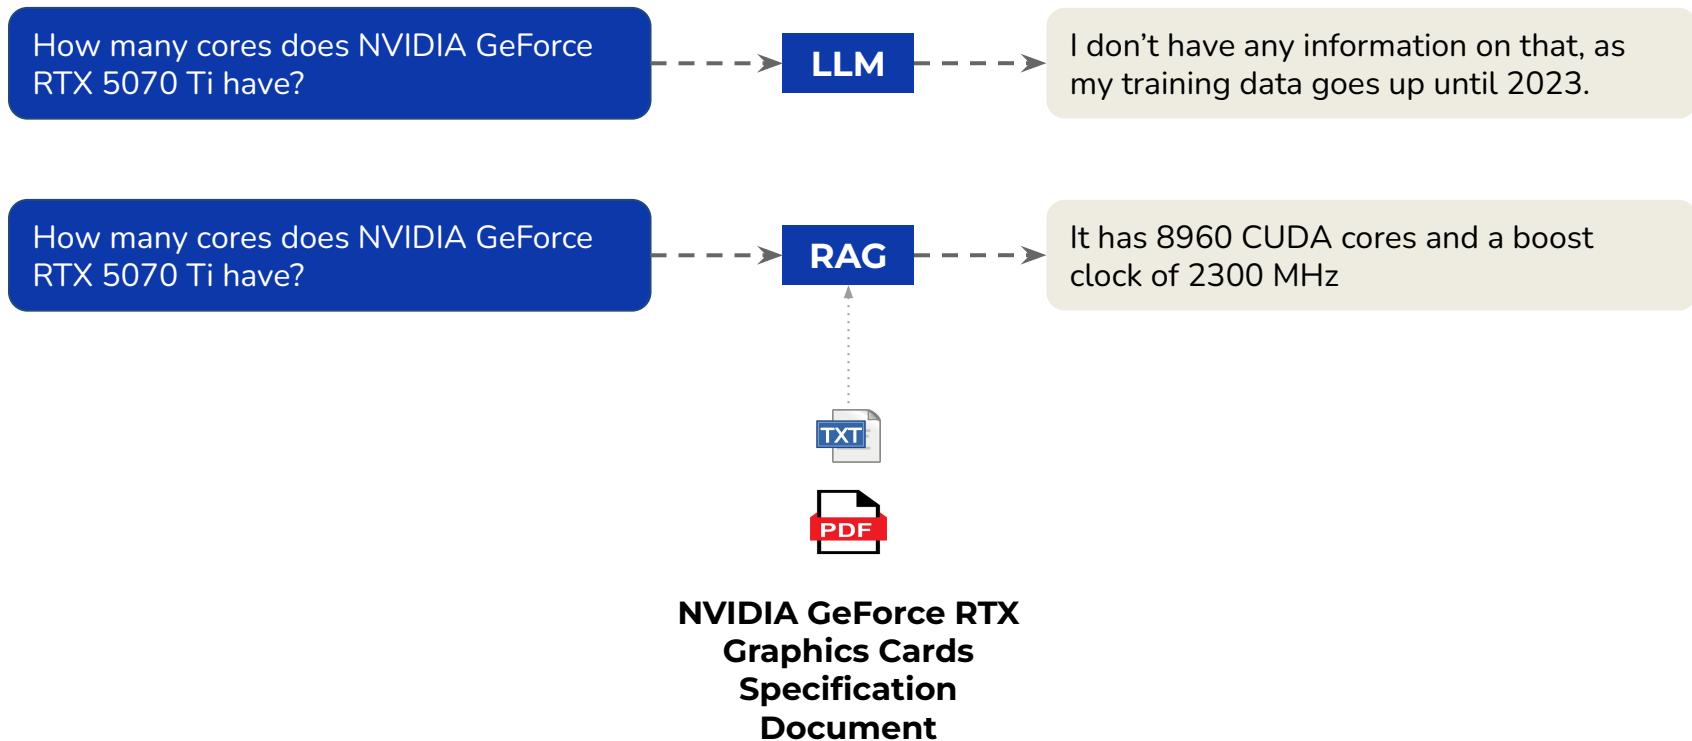 How many cores does NVIDIA GeForce
RTX 5070 Ti have?
LLM
I don’t have any information on that, as
my training data goes up until 2023.
How many cores does NVIDIA GeForce
RTX 5070 Ti have?
RAG
It has 8960 CUDA cores and a boost
clock of 2300 MHz
TXT
PDF
NVIDIA GeForce RTX
Graphics Cards
Specification
Document